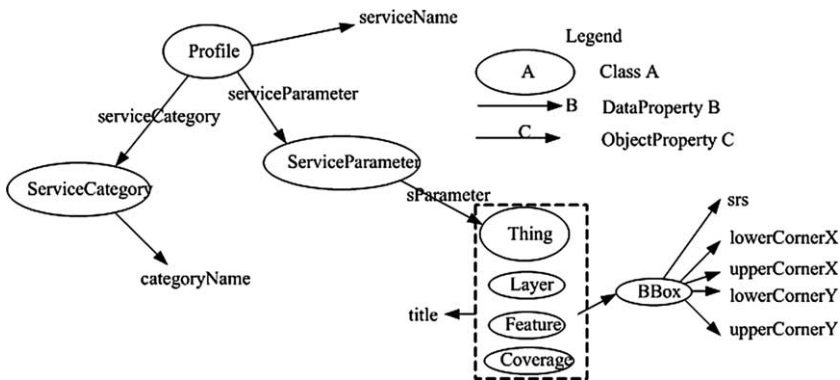 serviceName
Profile
Legend
A
Class A
serviceParameter
B
DataProperty B
serviceCategory
C
ObjectProperty C
ServiceParameter
ServiceCategory
sParameter
srs
Thing
lowerCornerX
upperCornerX
categoryName
Layer
BBox
lowerCornerY
title
Feature
upperCornerY
Coverage